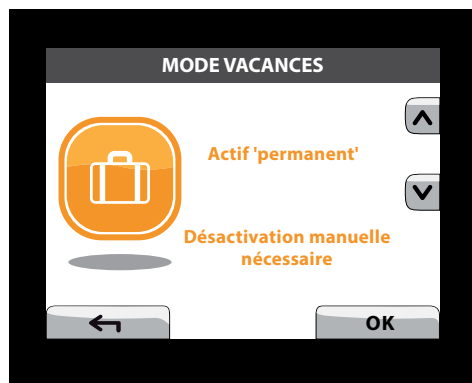 MODE VACANCES
Actif 'permanent'
Désactivation manuelle
nécessaire
OK